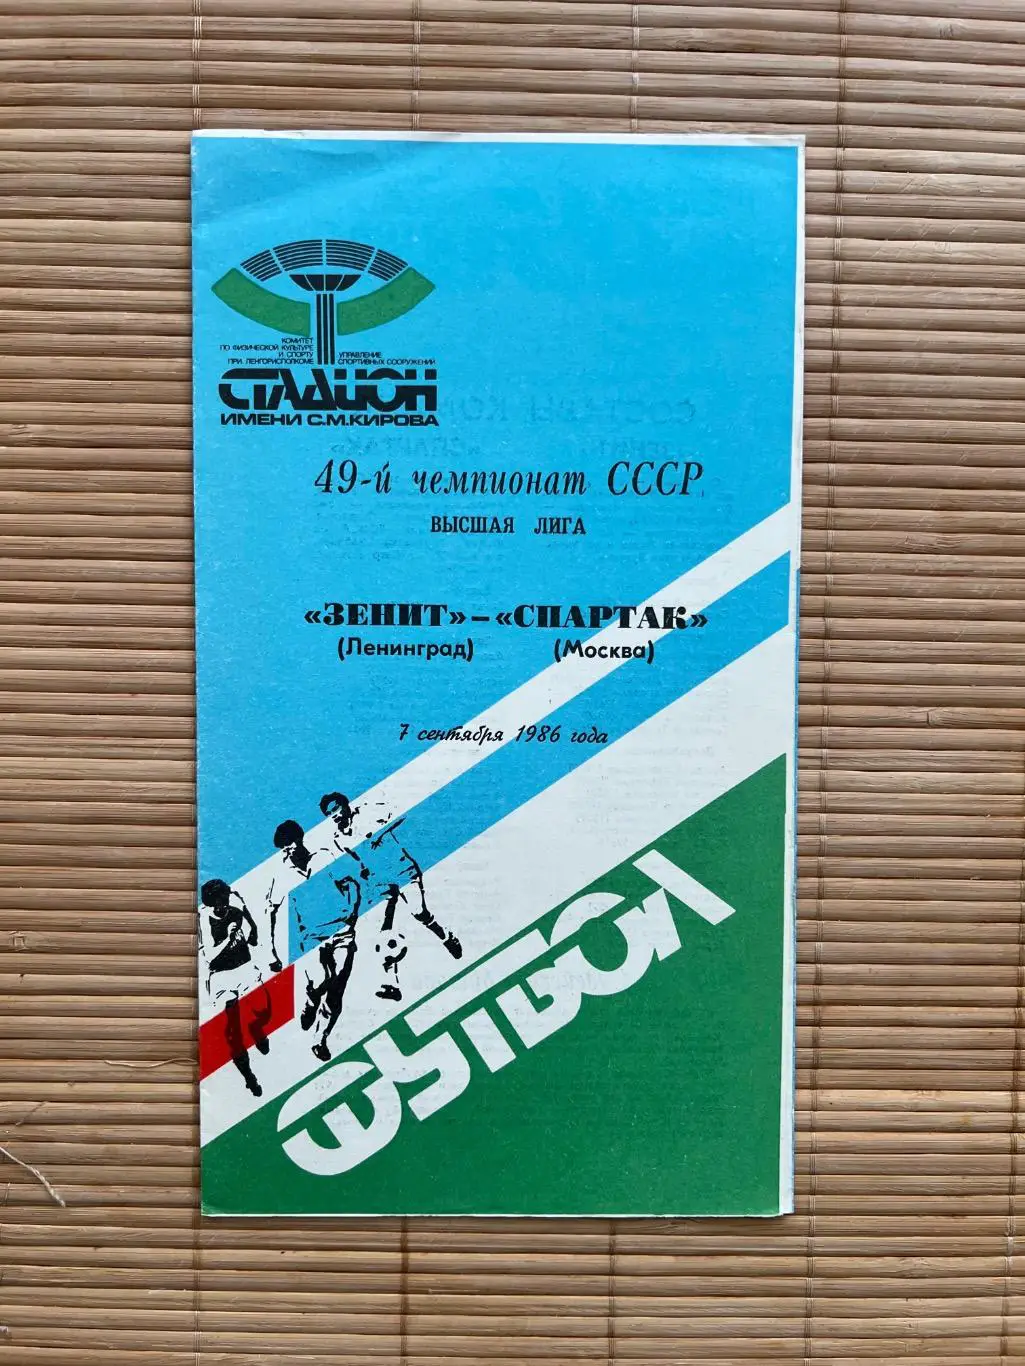 КОМИТЕТ
ПО ФИЗИЧЕСКОЙ КУЛЬТУРЕ
И СПОРТУ
ПРИ ЛЕНГОРИСПОЛКОМЕ
УПРАВЛЕНИЕ
СПОРТИВНЫХ СООРУЖЕНИЙ
СТАДИОН
ИМЕНИ С.М.КИРОВА
49-й чемпионат СССР
ВЫСШАЯ ЛИГА
«ЗЕНИТ» – «СПАРТАК»
(Ленинград) (Москва)
7 сентября 1986 года
ФУТБОЛ